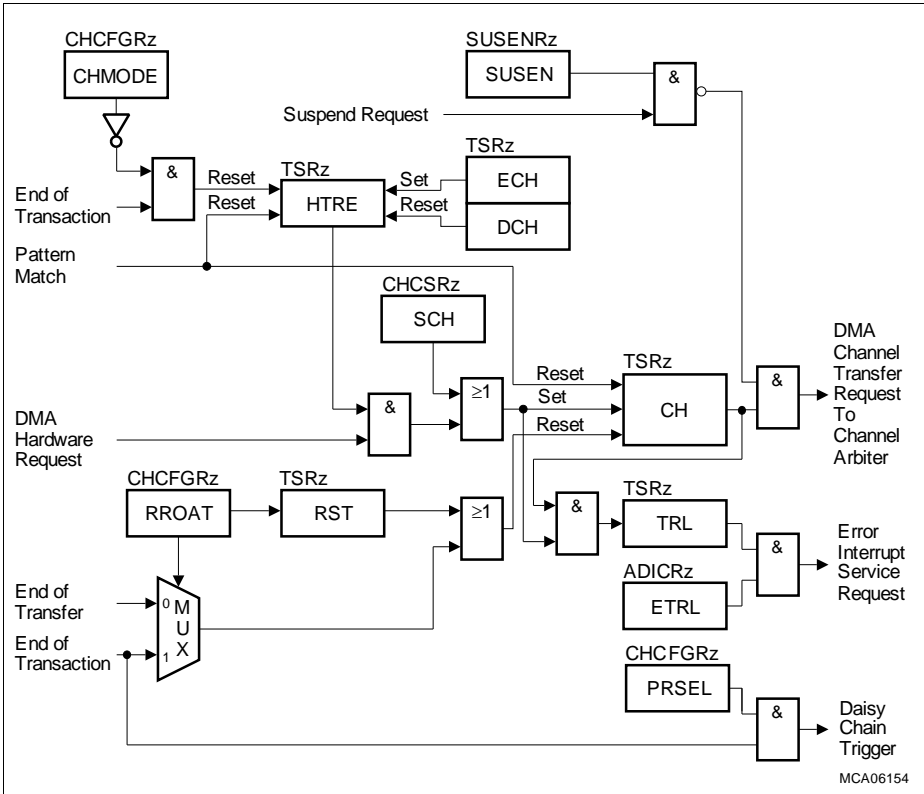 CHCFGRz
CHMODE
SUSENRz
SUSEN
&
Suspend Request
&
End of
Transaction
Reset
Reset
TSRz
HTRE
Set
Reset
TSRz
ECH
DCH
Pattern
Match
CHCSRz
SCH
≥1
&
DMA
Hardware
Request
Reset
Set
Reset
TSRz
CH
&
DMA
Channel
Transfer
Request
To
Channel
Arbiter
CHCFGRz
RROAT
TSRz
RST
≥1
&
TSRz
TRL
ADICRz
ETRL
&
Error
Interrupt
Service
Request
End of
Transfer
End of
Transaction
0
1
M
U
X
CHCFGRz
PRSEL
&
Daisy
Chain
Trigger
MCA06154